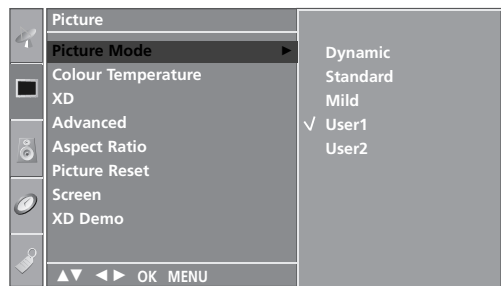 Picture
Picture Mode ►
Colour Temperature
XD
Advanced
Aspect Ratio
Picture Reset
Screen
XD Demo
▲▼ ◄► OK MENU
Dynamic
Standard
Mild
√ User1
User2